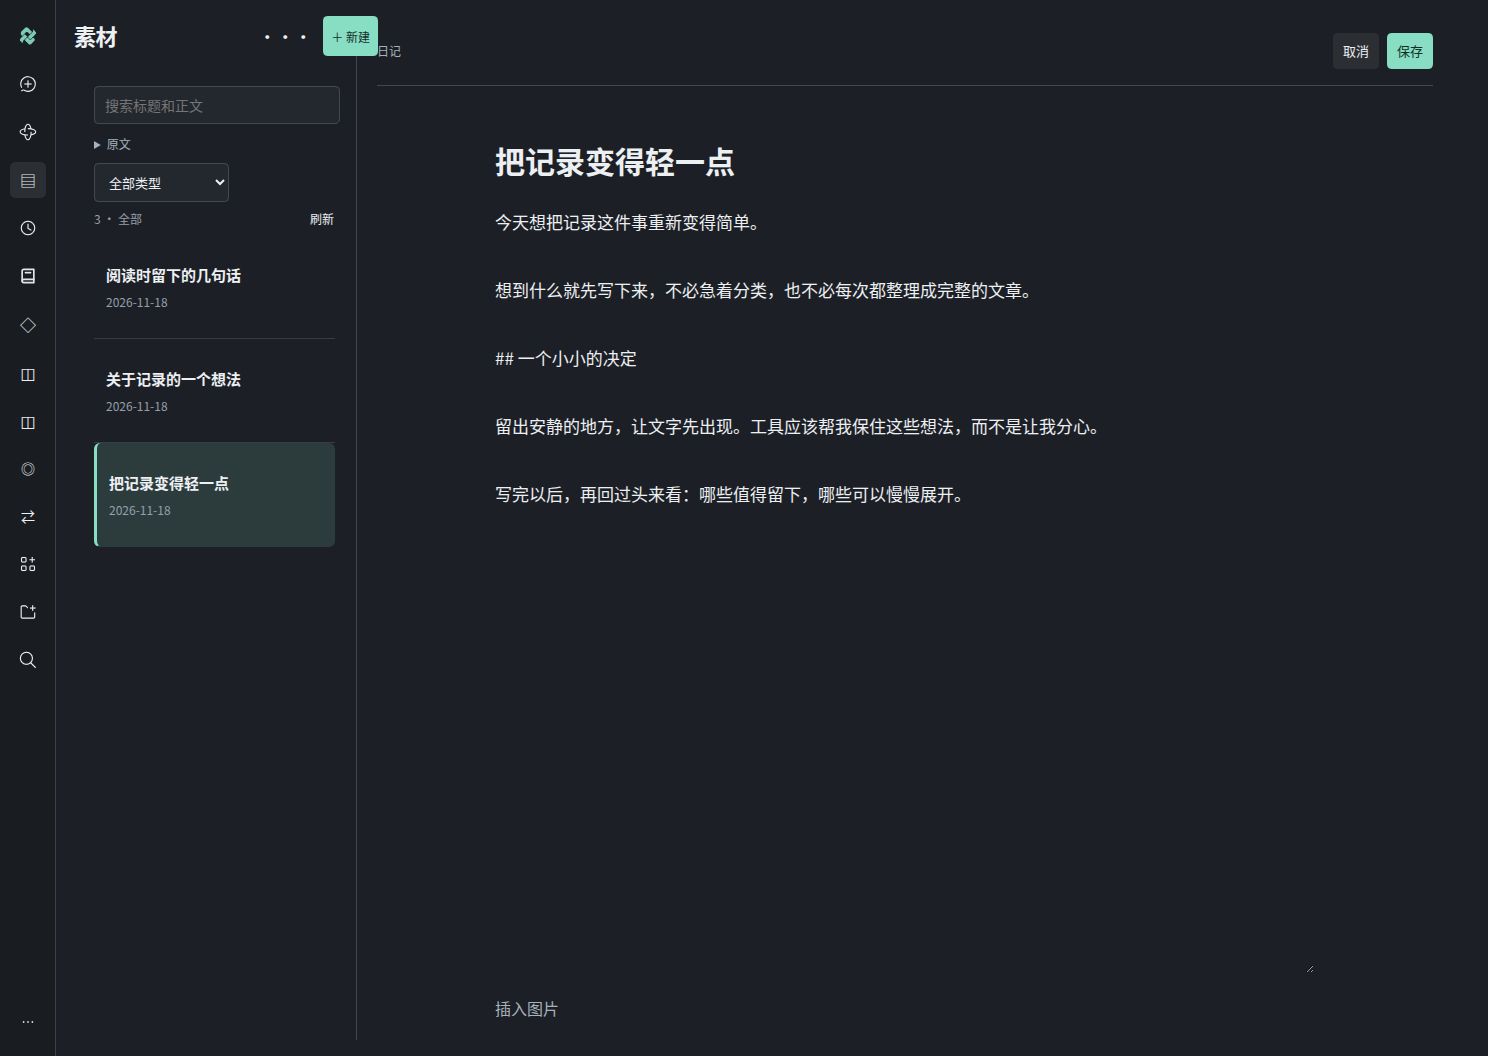 素材
• • •
+ 新建
日记
取消
保存
搜索标题和正文
▶ 原文
全部类型
3 · 全部
刷新
阅读时留下的几句话
2026-11-18
关于记录的一个想法
2026-11-18
把记录变得轻一点
2026-11-18
把记录变得轻一点
今天想把记录这件事重新变得简单。
想到什么就先写下来，不必急着分类，也不必每次都整理成完整的文章。
## 一个小小的决定
留出安静的地方，让文字先出现。工具应该帮我保住这些想法，而不是让我分心。
写完以后，再回过头来看：哪些值得留下，哪些可以慢慢展开。
插入图片